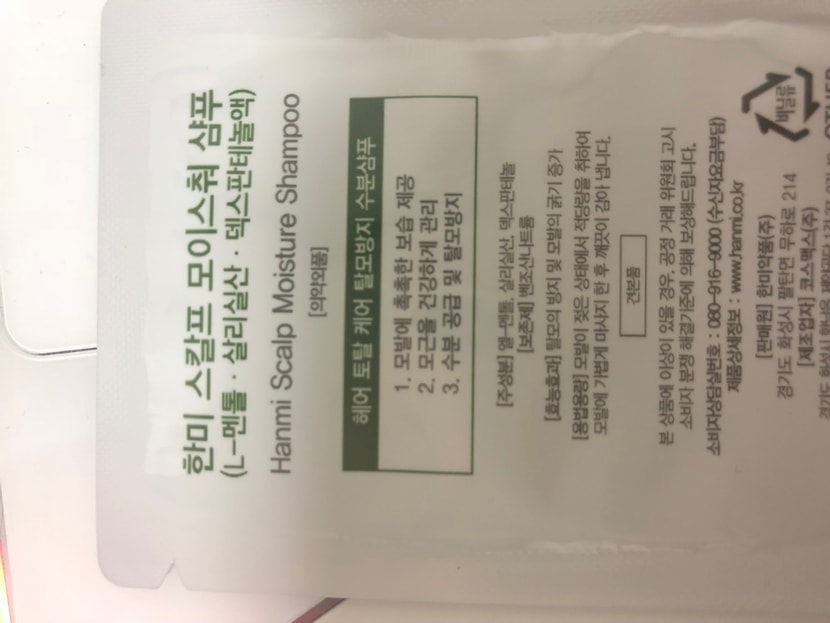 한미 스칼프 모이스춰 샴푸
(L-멘톨 · 살리실산 · 덱스판테놀액)
Hanmi Scalp Moisture Shampoo
[의약외품]
헤어 토탈 케어 탈모방지 수분샴푸
1. 모발에 촉촉한 보습 제공
2. 모근을 건강하게 관리
3. 수분 공급 및 탈모방지
[주성분] 엘-멘톨, 살리실산, 덱스판테놀
[보존제] 벤조산나트륨
[효능효과] 탈모의 방지 및 모발의 굵기 증가
[용법용량] 모발이 젖은 상태에서 적당량을 취하여
모발에 가볍게 마사지 한 후 깨끗이 감아 냅니다.
견본품
본 상품에 이상이 있을 경우, 공정 거래 위원회 고시
소비자 분쟁 해결기준에 의해 보상해드립니다.
소비자상담실번호 : 080-916-9000 (수신자요금부담)
제품상세정보 : www.hanmi.co.kr
비닐류
[판매원] 한미약품(주)
경기도 화성시 팔탄면 무하로 214
[제조업자] 코스맥스(주)
경기도 화성시